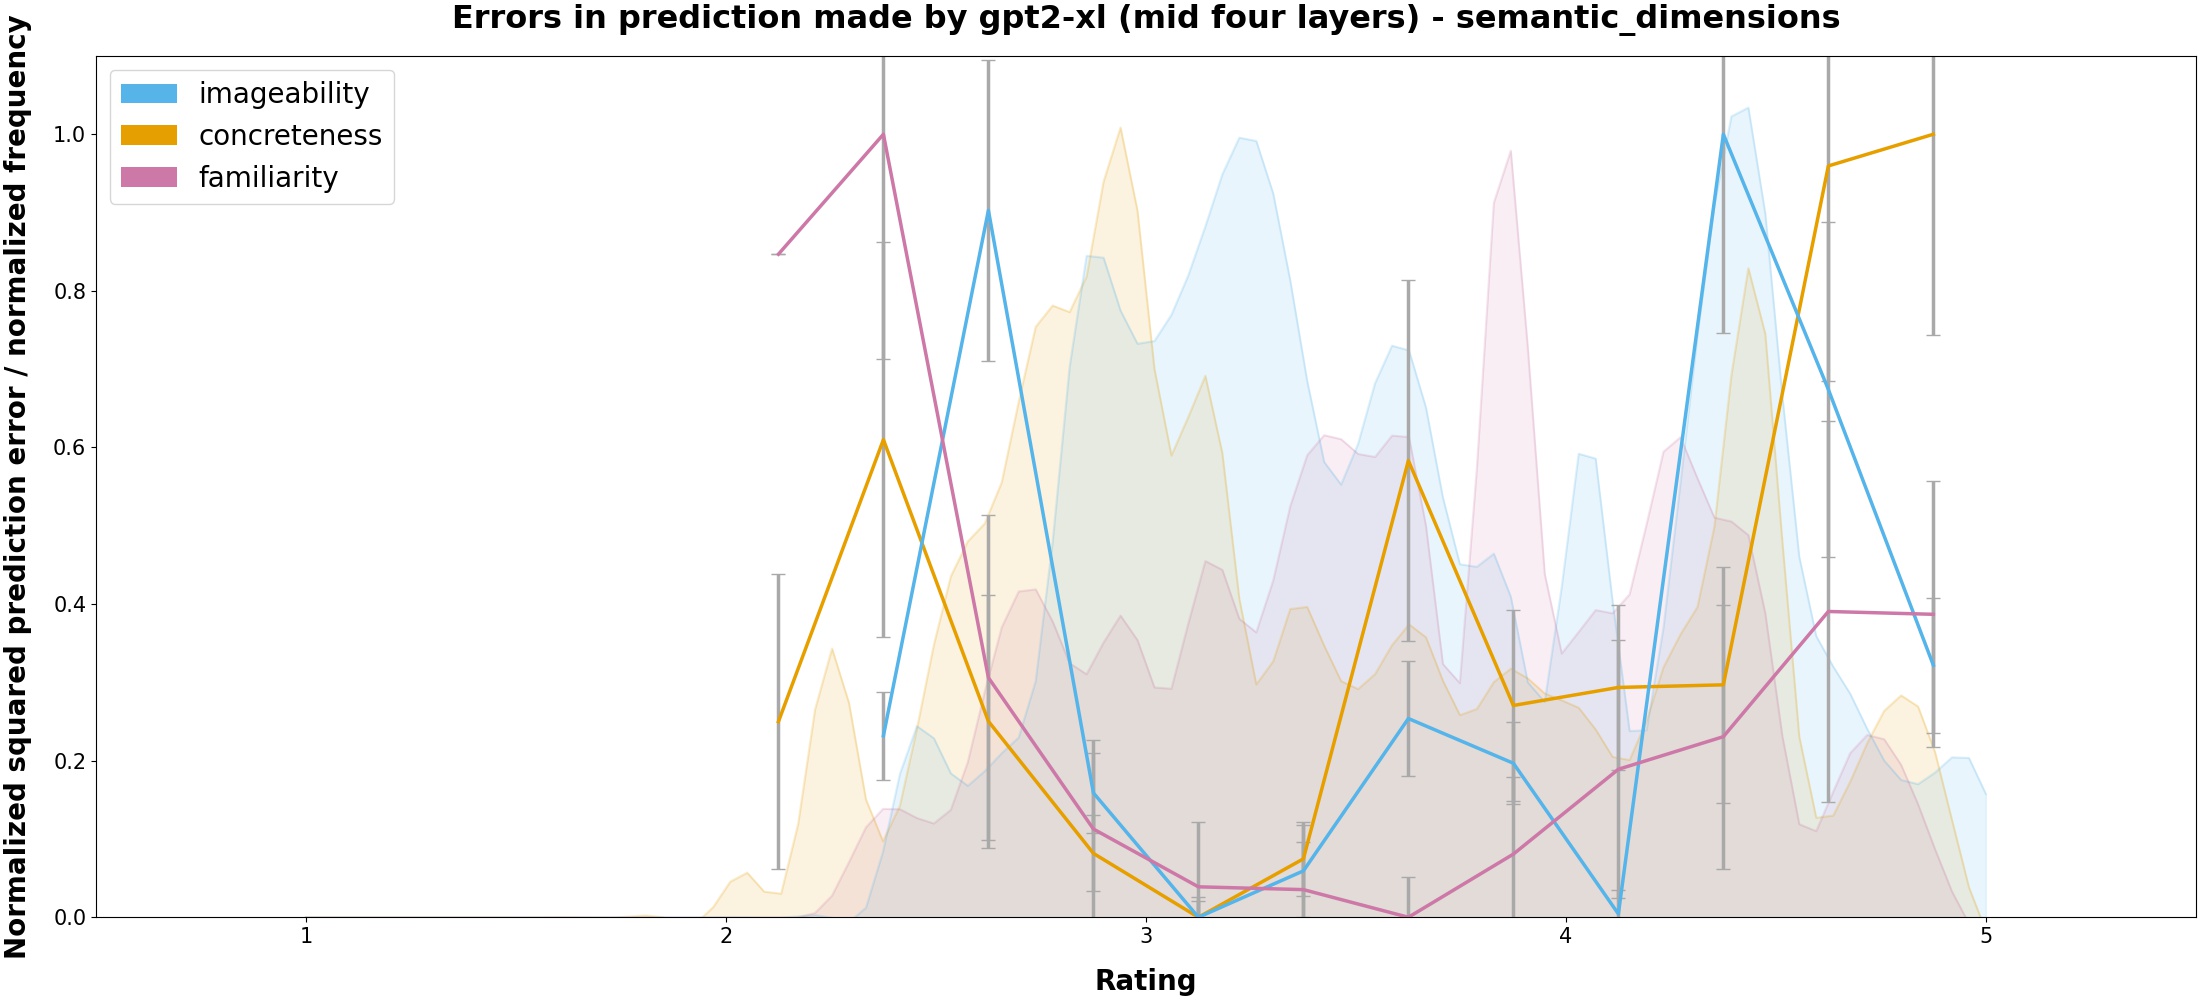 Errors in prediction made by gpt2-xl (mid four layers) - semantic_dimensions
Normalized squared prediction error / normalized frequency
imageability
concreteness
familiarity
1.0
0.8
0.6
0.4
0.2
0.0
1 2 3 4 5
Rating